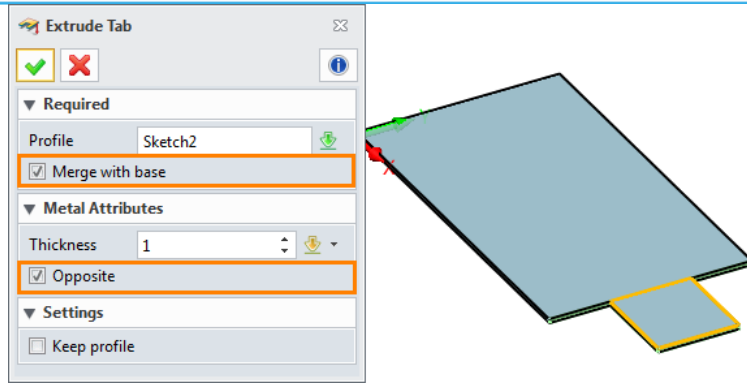 Extrude Tab
Required
Profile Sketch2
Merge with base
Metal Attributes
Thickness 1
Opposite
Settings
Keep profile
X